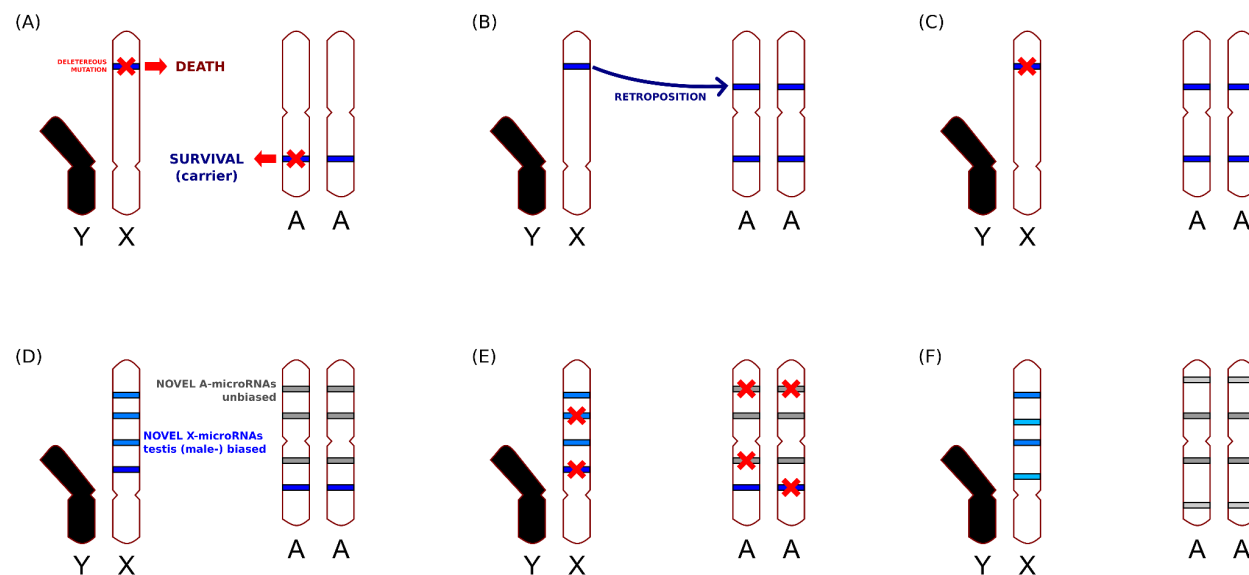 (A)
DELETEREOUS
MUTATION
DEATH
SURVIVAL
(carrier)
Y X
A A
(B)
RETROPOSITION
Y X
A A
(C)
Y X
A A
(D)
NOVEL A-microRNAs
unbiased
NOVEL X-microRNAs
testis (male-) biased
Y X
A A
(E)
Y X
A A
(F)
Y X
A A